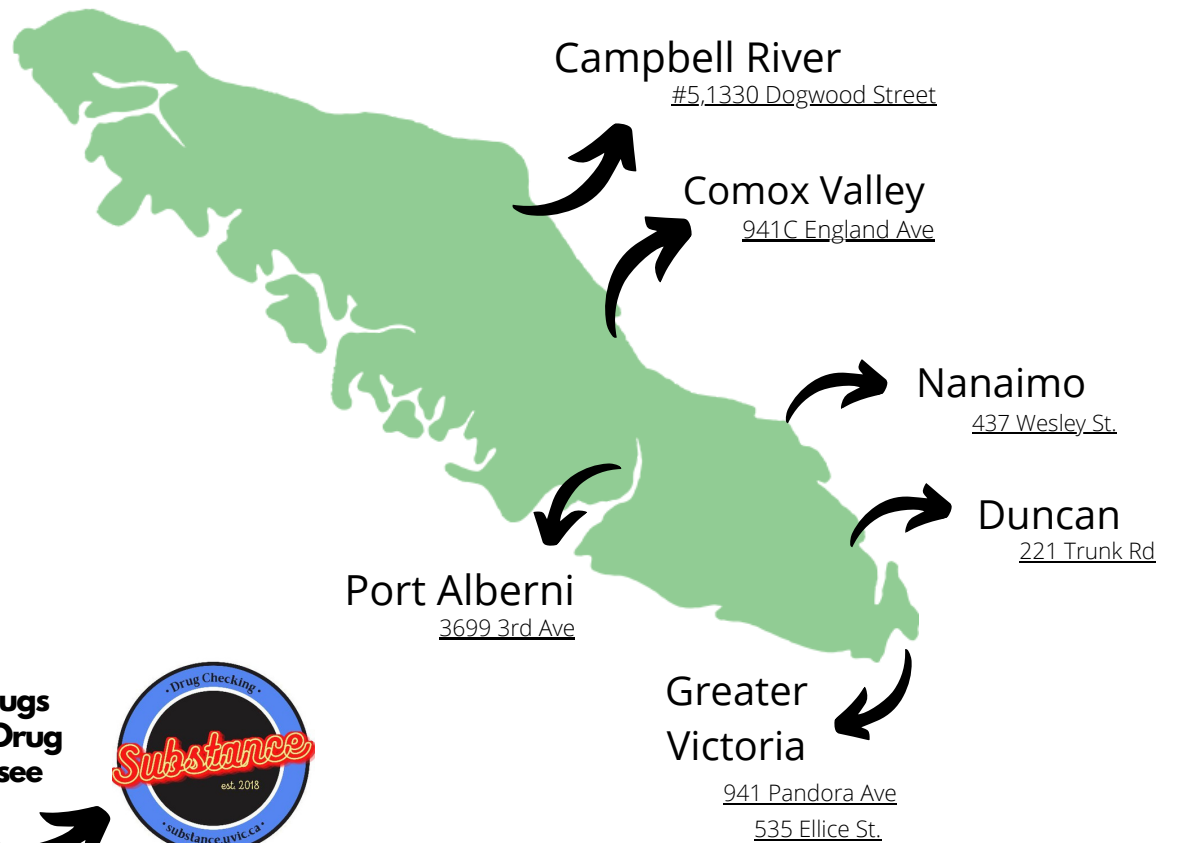 Campbell River
#5,1330 Dogwood Street
Comox Valley
941C England Ave
Nanaimo
437 Wesley St.
Duncan
221 Trunk Rd
Port Alberni
3699 3rd Ave
Greater
Victoria
941 Pandora Ave
535 Ellice St.
ugs
Drug
see
· Drug Checking ·
Substance
est. 2018
· substance.uvic.ca ·